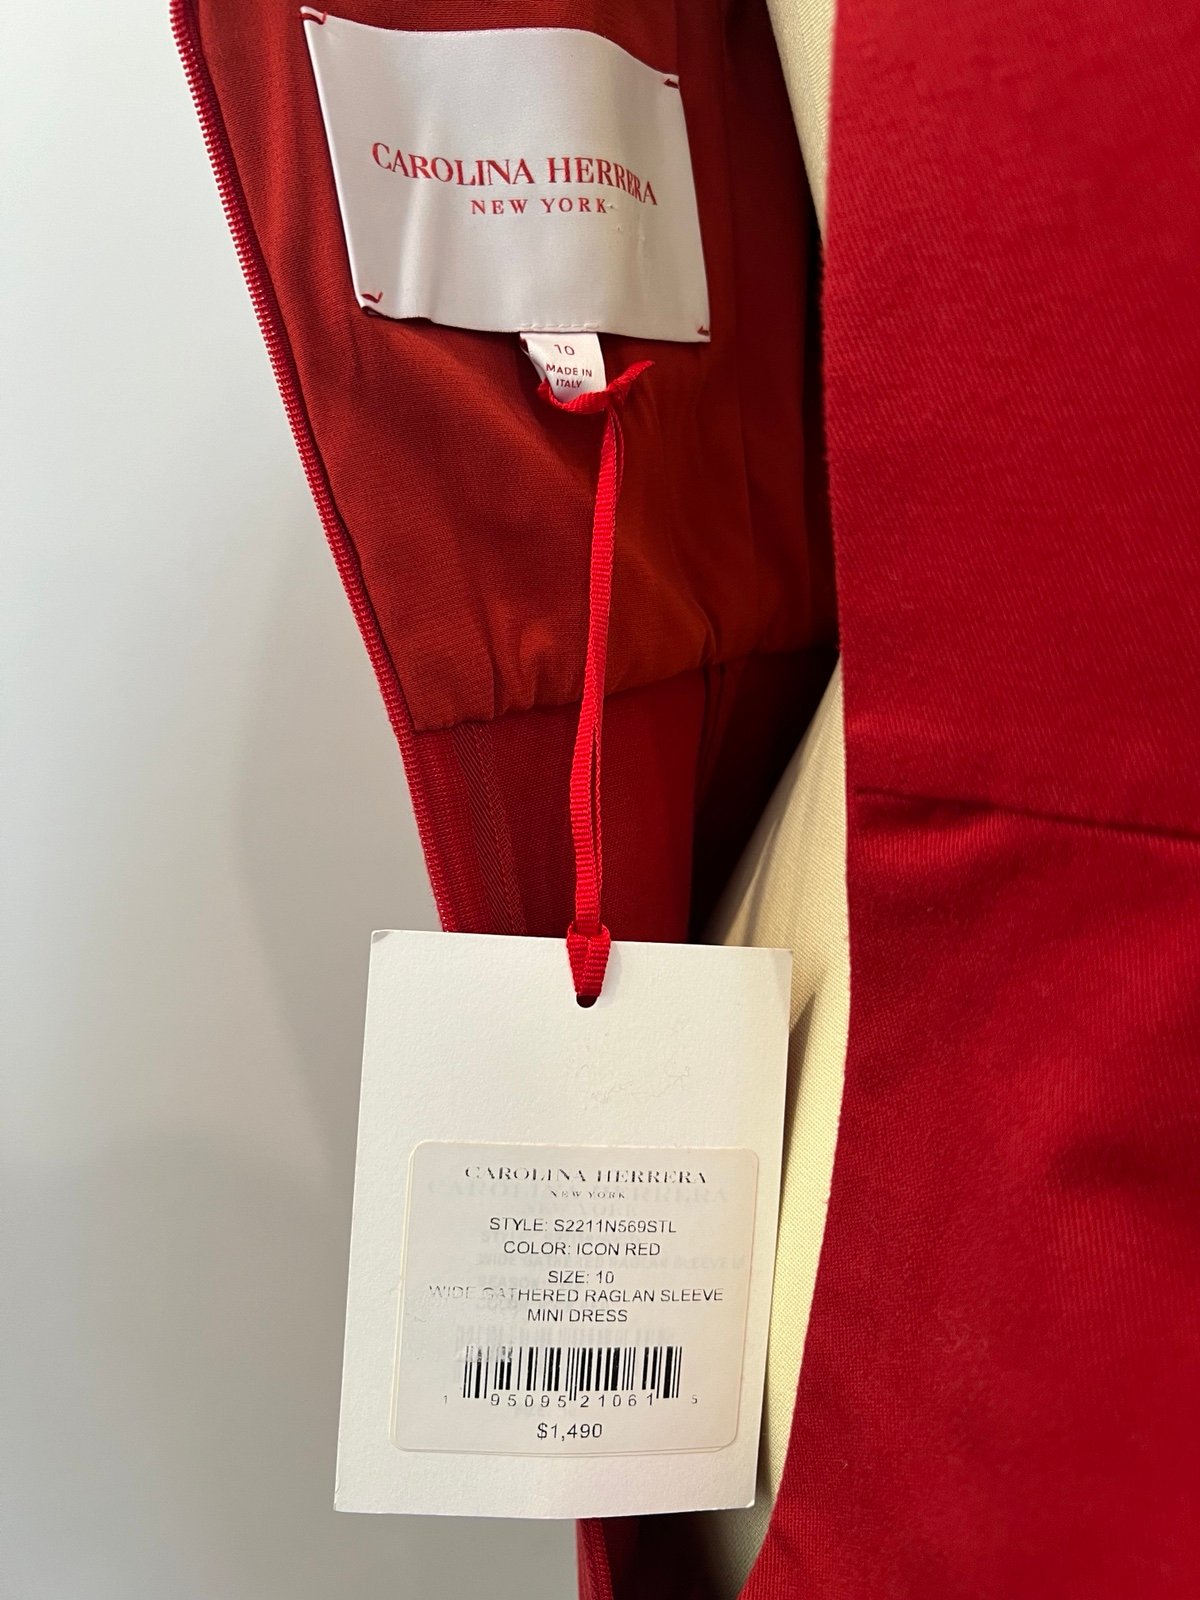 CAROLINA HERRERA
NEW YORK
10
MADE IN
ITALY
CAROLINA HERRERA
NEW YORK
STYLE: S2211N569STL
COLOR: ICON RED
SIZE: 10
WIDE GATHERED RAGLAN SLEEVE
MINI DRESS
1 95095 21061 5
$1,490